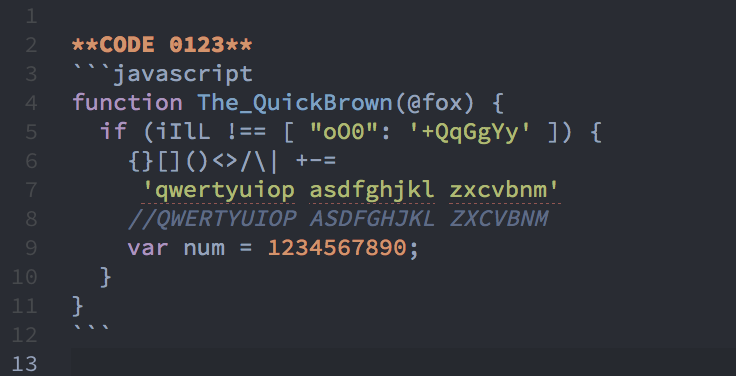 1
2 **CODE 0123**
3 ```javascript
4 function The_QuickBrown(@fox) {
5   if (iIlL !== [ "oO0": '+QqGgYy' ]) {
6     {}[]()<>/\| +-=
7      'qwertyuiop asdfghjkl zxcvbnm'
8     //QWERTYUIOP ASDFGHJKL ZXCVBNM
9     var num = 1234567890;
10   }
11 }
12 ```
13